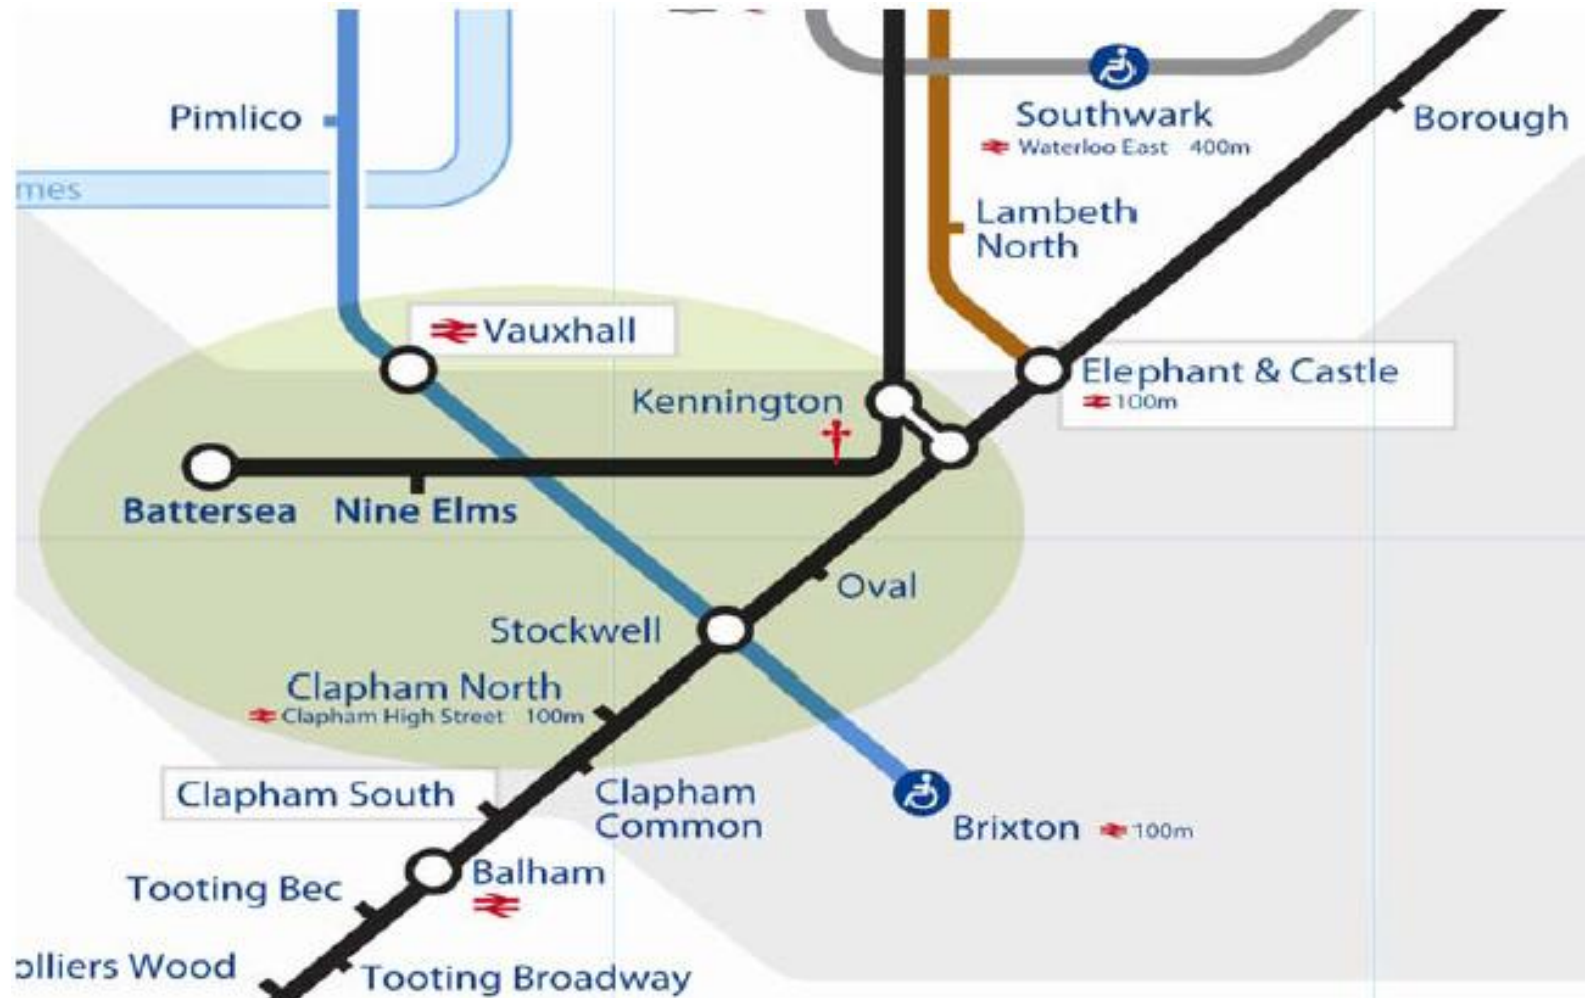 Pimlico
Southwark
Waterloo East 400m
Borough
mes
Lambeth
North
Vauxhall
Kennington
Elephant & Castle
100m
Battersea
Nine Elms
Oval
Stockwell
Clapham North
Clapham High Street 100m
Clapham South
Clapham
Common
Brixton
100m
Balham
Tooting Bec
olliers Wood
Tooting Broadway